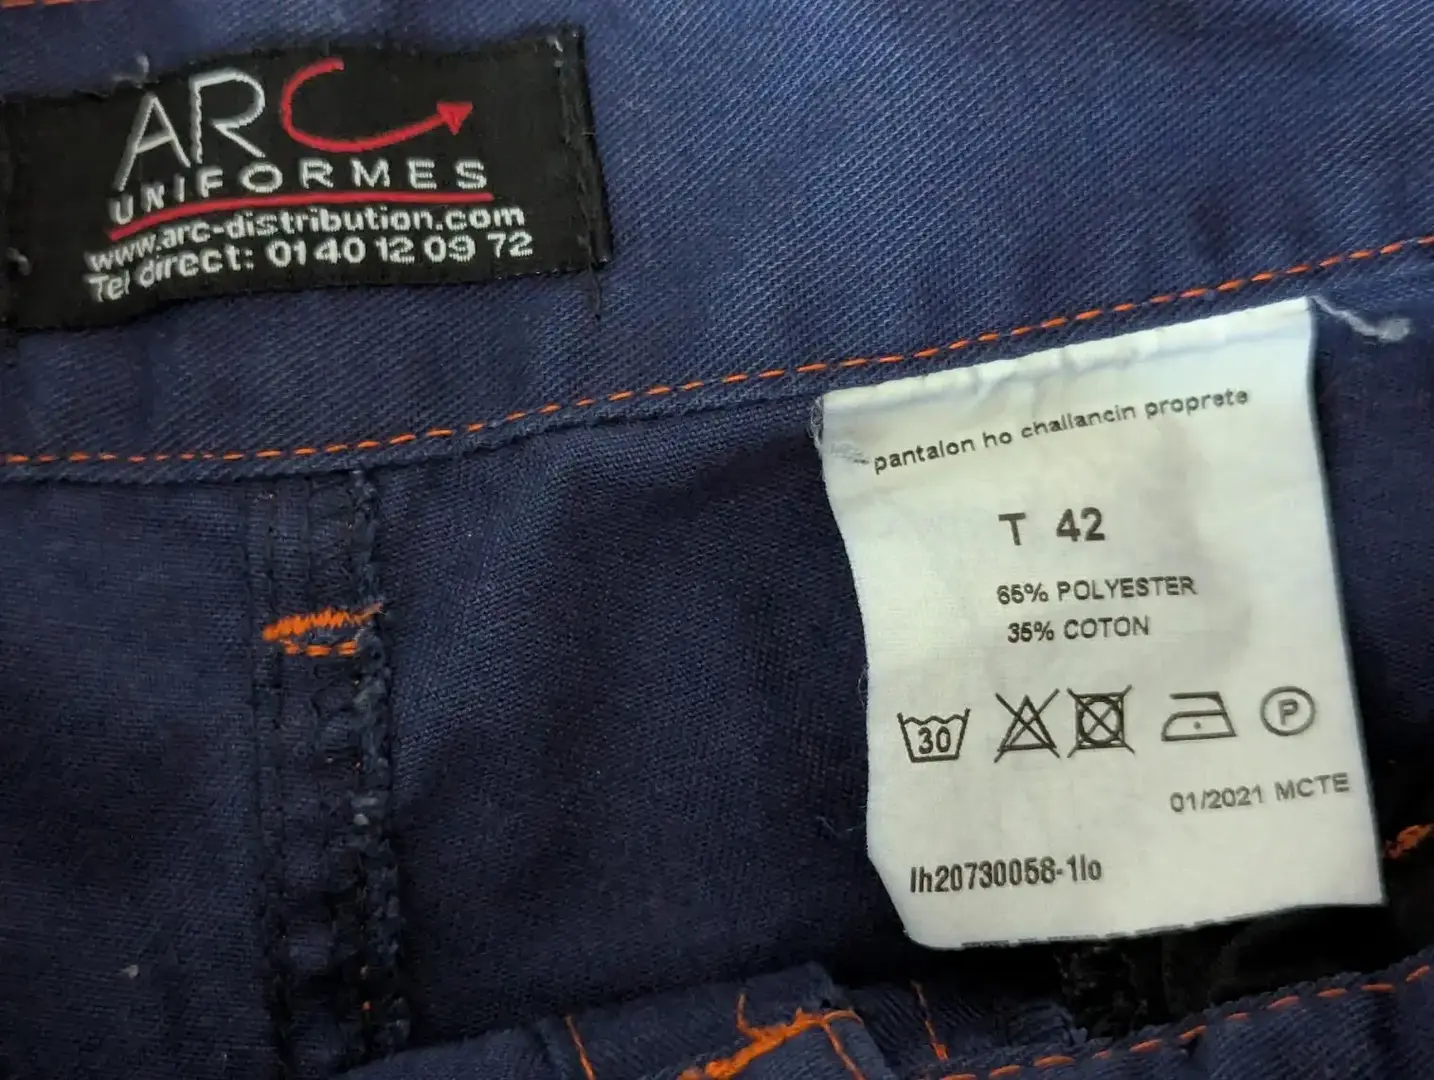 ARC
UNIFORMES
www.arc-distribution.com
Tel direct: 01 40 12 09 72
pantalon ho challancin proprete
T 42
65% POLYESTER
35% COTON
30
P
01/2021 MCTE
lh20730058-1lo